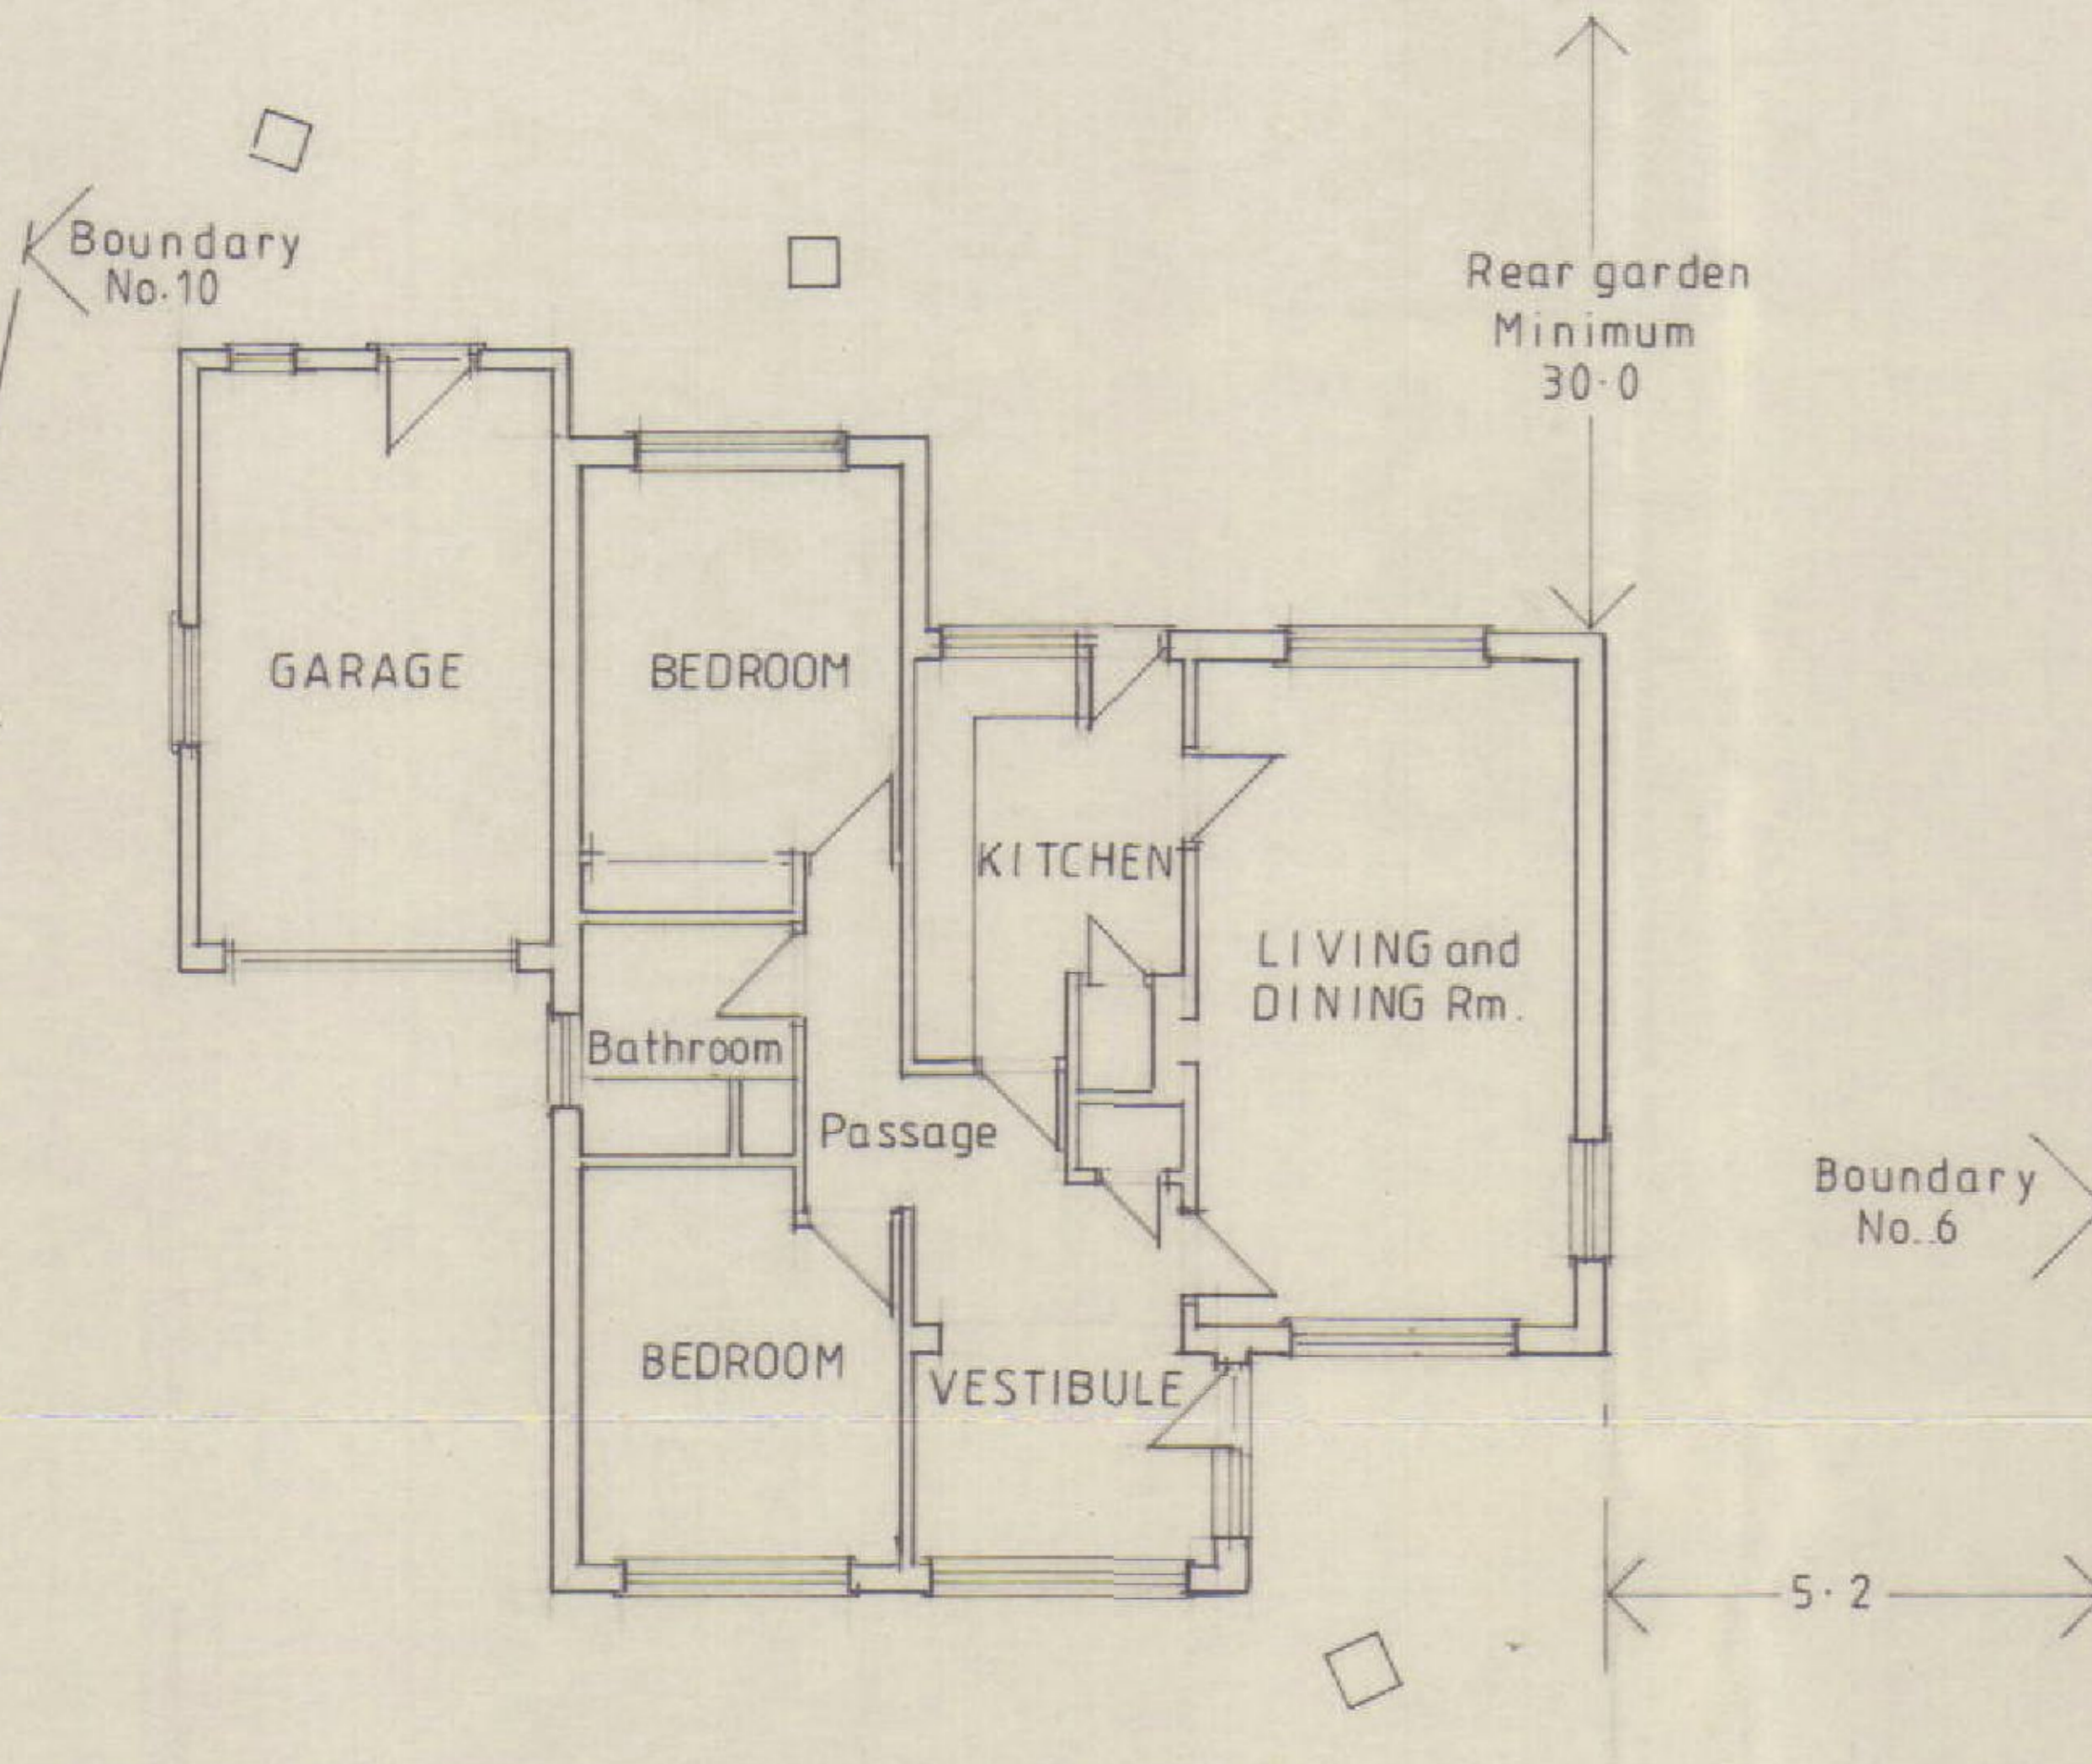 Boundary
No.10
Rear garden
Minimum
30·0
GARAGE
BEDROOM
KITCHEN
LIVING and
DINING Rm.
Bathroom
Passage
Boundary
No.6
BEDROOM
VESTIBULE
5·2